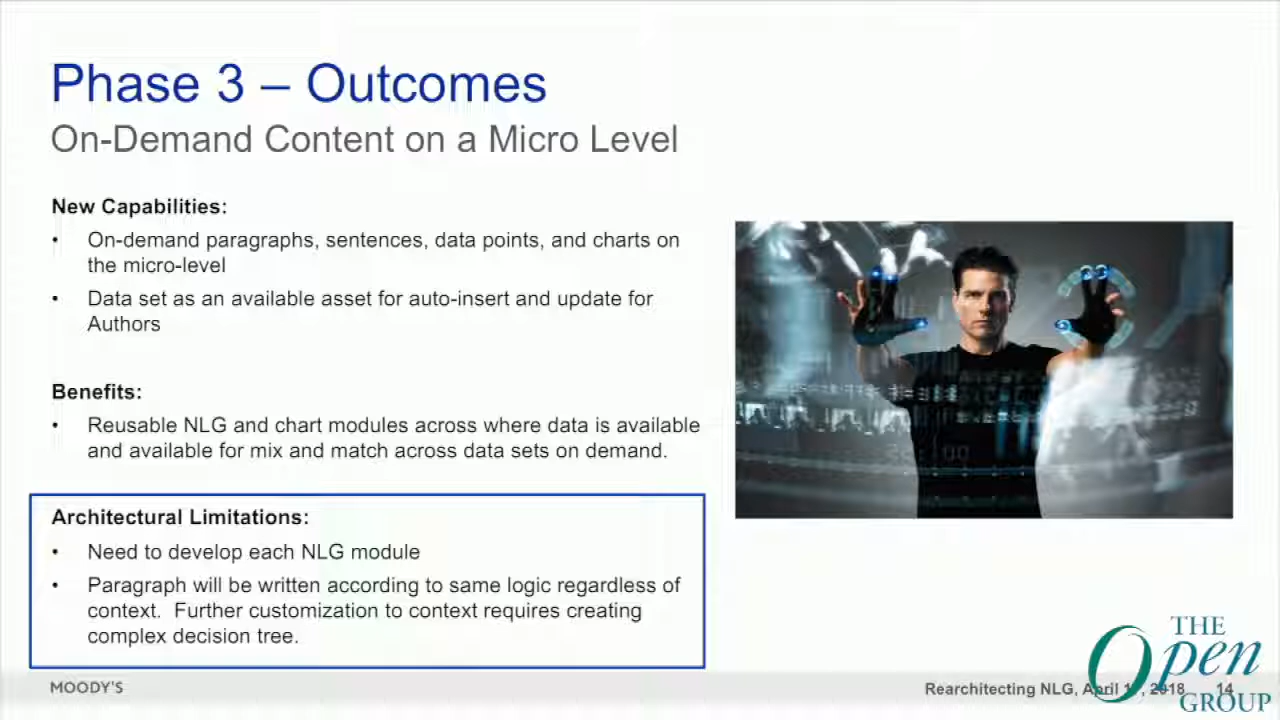 Phase 3 – Outcomes
On-Demand Content on a Micro Level
New Capabilities:
• On-demand paragraphs, sentences, data points, and charts on
the micro-level
• Data set as an available asset for auto-insert and update for
Authors
Benefits:
• Reusable NLG and chart modules across where data is available
and available for mix and match across data sets on demand.
Architectural Limitations:
• Need to develop each NLG module
• Paragraph will be written according to same logic regardless of
context. Further customization to context requires creating
complex decision tree.
MOODY'S
Rearchitecting NLG, April 2018 14
THE
Open
GROUP